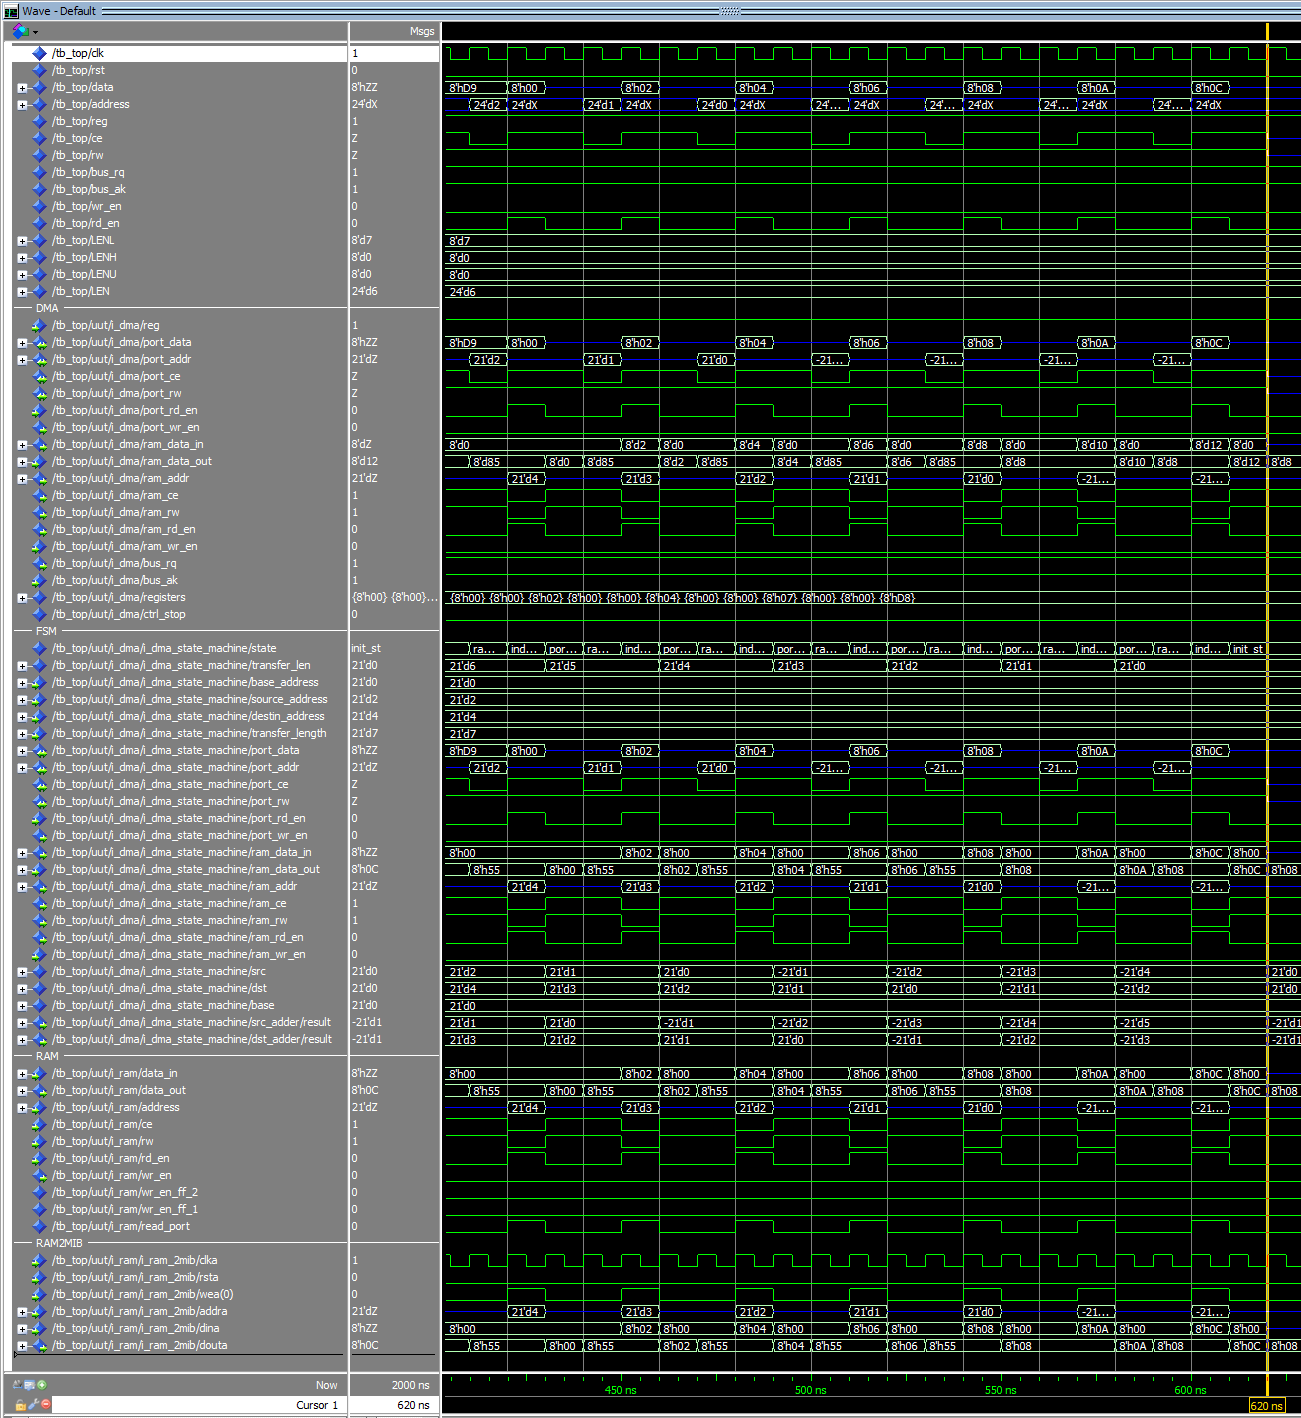 Wave - Default
Msgs
/tb_top/clk 1
/tb_top/rst 0
/tb_top/data 8'hZZ 8'hD9 8'h00 8'h02 8'h04 8'h06 8'h08 8'h0A 8'h0C
/tb_top/address 24'dX 24'd2 24'dX 24'd1 24'dX 24'd0 24'dX 24'... 24'dX 24'... 24'dX 24'... 24'dX 24'... 24'dX
/tb_top/reg 1
/tb_top/ce Z
/tb_top/rw Z
/tb_top/bus_rq 1
/tb_top/bus_ak 1
/tb_top/wr_en 0
/tb_top/rd_en 0
/tb_top/LENL 8'd7 8'd7
/tb_top/LENH 8'd0 8'd0
/tb_top/LENU 8'd0 8'd0
/tb_top/LEN 24'd6 24'd6
DMA
/tb_top/uut/i_dma/reg 1
/tb_top/uut/i_dma/port_data 8'hZZ 8'hD9 8'h00 8'h02 8'h04 8'h06 8'h08 8'h0A 8'h0C
/tb_top/uut/i_dma/port_addr 21'dZ 21'd2 21'd1 21'd0 -21... -21... -21... -21...
/tb_top/uut/i_dma/port_ce Z
/tb_top/uut/i_dma/port_rw Z
/tb_top/uut/i_dma/port_rd_en 0
/tb_top/uut/i_dma/port_wr_en 0
/tb_top/uut/i_dma/ram_data_in 8'dZ 8'd0 8'd2 8'd0 8'd4 8'd0 8'd6 8'd0 8'd8 8'd0 8'd10 8'd0 8'd12 8'd0
/tb_top/uut/i_dma/ram_data_out 8'd12 8'd85 8'd0 8'd85 8'd2 8'd85 8'd4 8'd85 8'd6 8'd85 8'd8 8'd10 8'd8 8'd12 8'd8
/tb_top/uut/i_dma/ram_addr 21'dZ 21'd4 21'd3 21'd2 21'd1 21'd0 -21... -21...
/tb_top/uut/i_dma/ram_ce 1
/tb_top/uut/i_dma/ram_rw 1
/tb_top/uut/i_dma/ram_rd_en 0
/tb_top/uut/i_dma/ram_wr_en 0
/tb_top/uut/i_dma/bus_rq 1
/tb_top/uut/i_dma/bus_ak 1
/tb_top/uut/i_dma/registers {8'h00} {8'h00}... {8'h00} {8'h00} {8'h02} {8'h00} {8'h00} {8'h04} {8'h00} {8'h00} {8'h07} {8'h00} {8'h00} {8'hD8}
/tb_top/uut/i_dma/ctrl_stop 0
FSM
/tb_top/uut/i_dma/i_dma_state_machine/state init_st ra... ind... por... ra... ind... por... ra... ind... por... ra... ind... por... ra... ind... por... ra... ind... por... ra... ind... init_st
/tb_top/uut/i_dma/i_dma_state_machine/transfer_len 21'd0 21'd6 21'd5 21'd4 21'd3 21'd2 21'd1 21'd0
/tb_top/uut/i_dma/i_dma_state_machine/base_address 21'd0 21'd0
/tb_top/uut/i_dma/i_dma_state_machine/source_address 21'd2 21'd2
/tb_top/uut/i_dma/i_dma_state_machine/destin_address 21'd4 21'd4
/tb_top/uut/i_dma/i_dma_state_machine/transfer_length 21'd7 21'd7
/tb_top/uut/i_dma/i_dma_state_machine/port_data 8'hZZ 8'hD9 8'h00 8'h02 8'h04 8'h06 8'h08 8'h0A 8'h0C
/tb_top/uut/i_dma/i_dma_state_machine/port_addr 21'dZ 21'd2 21'd1 21'd0 -21... -21... -21... -21...
/tb_top/uut/i_dma/i_dma_state_machine/port_ce Z
/tb_top/uut/i_dma/i_dma_state_machine/port_rw Z
/tb_top/uut/i_dma/i_dma_state_machine/port_rd_en 0
/tb_top/uut/i_dma/i_dma_state_machine/port_wr_en 0
/tb_top/uut/i_dma/i_dma_state_machine/ram_data_in 8'hZZ 8'h00 8'h02 8'h00 8'h04 8'h00 8'h06 8'h00 8'h08 8'h00 8'h0A 8'h00 8'h0C 8'h00
/tb_top/uut/i_dma/i_dma_state_machine/ram_data_out 8'h0C 8'h55 8'h00 8'h55 8'h02 8'h55 8'h04 8'h55 8'h06 8'h55 8'h08 8'h0A 8'h08 8'h0C 8'h08
/tb_top/uut/i_dma/i_dma_state_machine/ram_addr 21'dZ 21'd4 21'd3 21'd2 21'd1 21'd0 -21... -21...
/tb_top/uut/i_dma/i_dma_state_machine/ram_ce 1
/tb_top/uut/i_dma/i_dma_state_machine/ram_rw 1
/tb_top/uut/i_dma/i_dma_state_machine/ram_rd_en 0
/tb_top/uut/i_dma/i_dma_state_machine/ram_wr_en 0
/tb_top/uut/i_dma/i_dma_state_machine/src 21'd0 21'd2 21'd1 21'd0 -21'd1 -21'd2 -21'd3 -21'd4 21'd0
/tb_top/uut/i_dma/i_dma_state_machine/dst 21'd0 21'd4 21'd3 21'd2 21'd1 21'd0 -21'd1 -21'd2 21'd0
/tb_top/uut/i_dma/i_dma_state_machine/base 21'd0 21'd0
/tb_top/uut/i_dma/i_dma_state_machine/src_adder/result -21'd1 21'd1 21'd0 -21'd1 -21'd2 -21'd3 -21'd4 -21'd5 -21'd1
/tb_top/uut/i_dma/i_dma_state_machine/dst_adder/result -21'd1 21'd3 21'd2 21'd1 21'd0 -21'd1 -21'd2 -21'd3 -21'd1
RAM
/tb_top/uut/i_ram/data_in 8'hZZ 8'h00 8'h02 8'h00 8'h04 8'h00 8'h06 8'h00 8'h08 8'h00 8'h0A 8'h00 8'h0C 8'h00
/tb_top/uut/i_ram/data_out 8'h0C 8'h55 8'h00 8'h55 8'h02 8'h55 8'h04 8'h55 8'h06 8'h55 8'h08 8'h0A 8'h08 8'h0C 8'h08
/tb_top/uut/i_ram/address 21'dZ 21'd4 21'd3 21'd2 21'd1 21'd0 -21... -21...
/tb_top/uut/i_ram/ce 1
/tb_top/uut/i_ram/rw 1
/tb_top/uut/i_ram/rd_en 0
/tb_top/uut/i_ram/wr_en 0
/tb_top/uut/i_ram/wr_en_ff_2 0
/tb_top/uut/i_ram/wr_en_ff_1 0
/tb_top/uut/i_ram/read_port 0
RAM2MIB
/tb_top/uut/i_ram/i_ram_2mib/clka 1
/tb_top/uut/i_ram/i_ram_2mib/rsta 0
/tb_top/uut/i_ram/i_ram_2mib/wea(0) 0
/tb_top/uut/i_ram/i_ram_2mib/addra 21'dZ 21'd4 21'd3 21'd2 21'd1 21'd0 -21... -21...
/tb_top/uut/i_ram/i_ram_2mib/dina 8'hZZ 8'h00 8'h02 8'h00 8'h04 8'h00 8'h06 8'h00 8'h08 8'h00 8'h0A 8'h00 8'h0C 8'h00
/tb_top/uut/i_ram/i_ram_2mib/douta 8'h0C 8'h55 8'h00 8'h55 8'h02 8'h55 8'h04 8'h55 8'h06 8'h55 8'h08 8'h0A 8'h08 8'h0C 8'h08
Now 2000 ns 450 ns 500 ns 550 ns 600 ns
Cursor 1 620 ns 620 ns